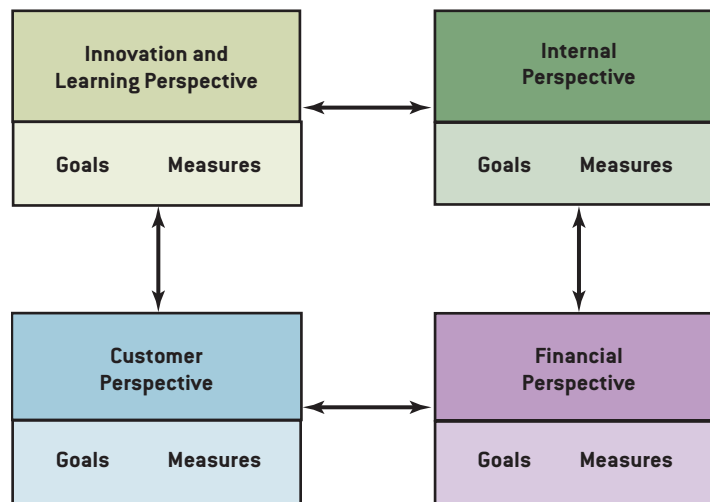 Innovation and
Learning Perspective
Goals Measures
Internal
Perspective
Goals Measures
Customer
Perspective
Goals Measures
Financial
Perspective
Goals Measures